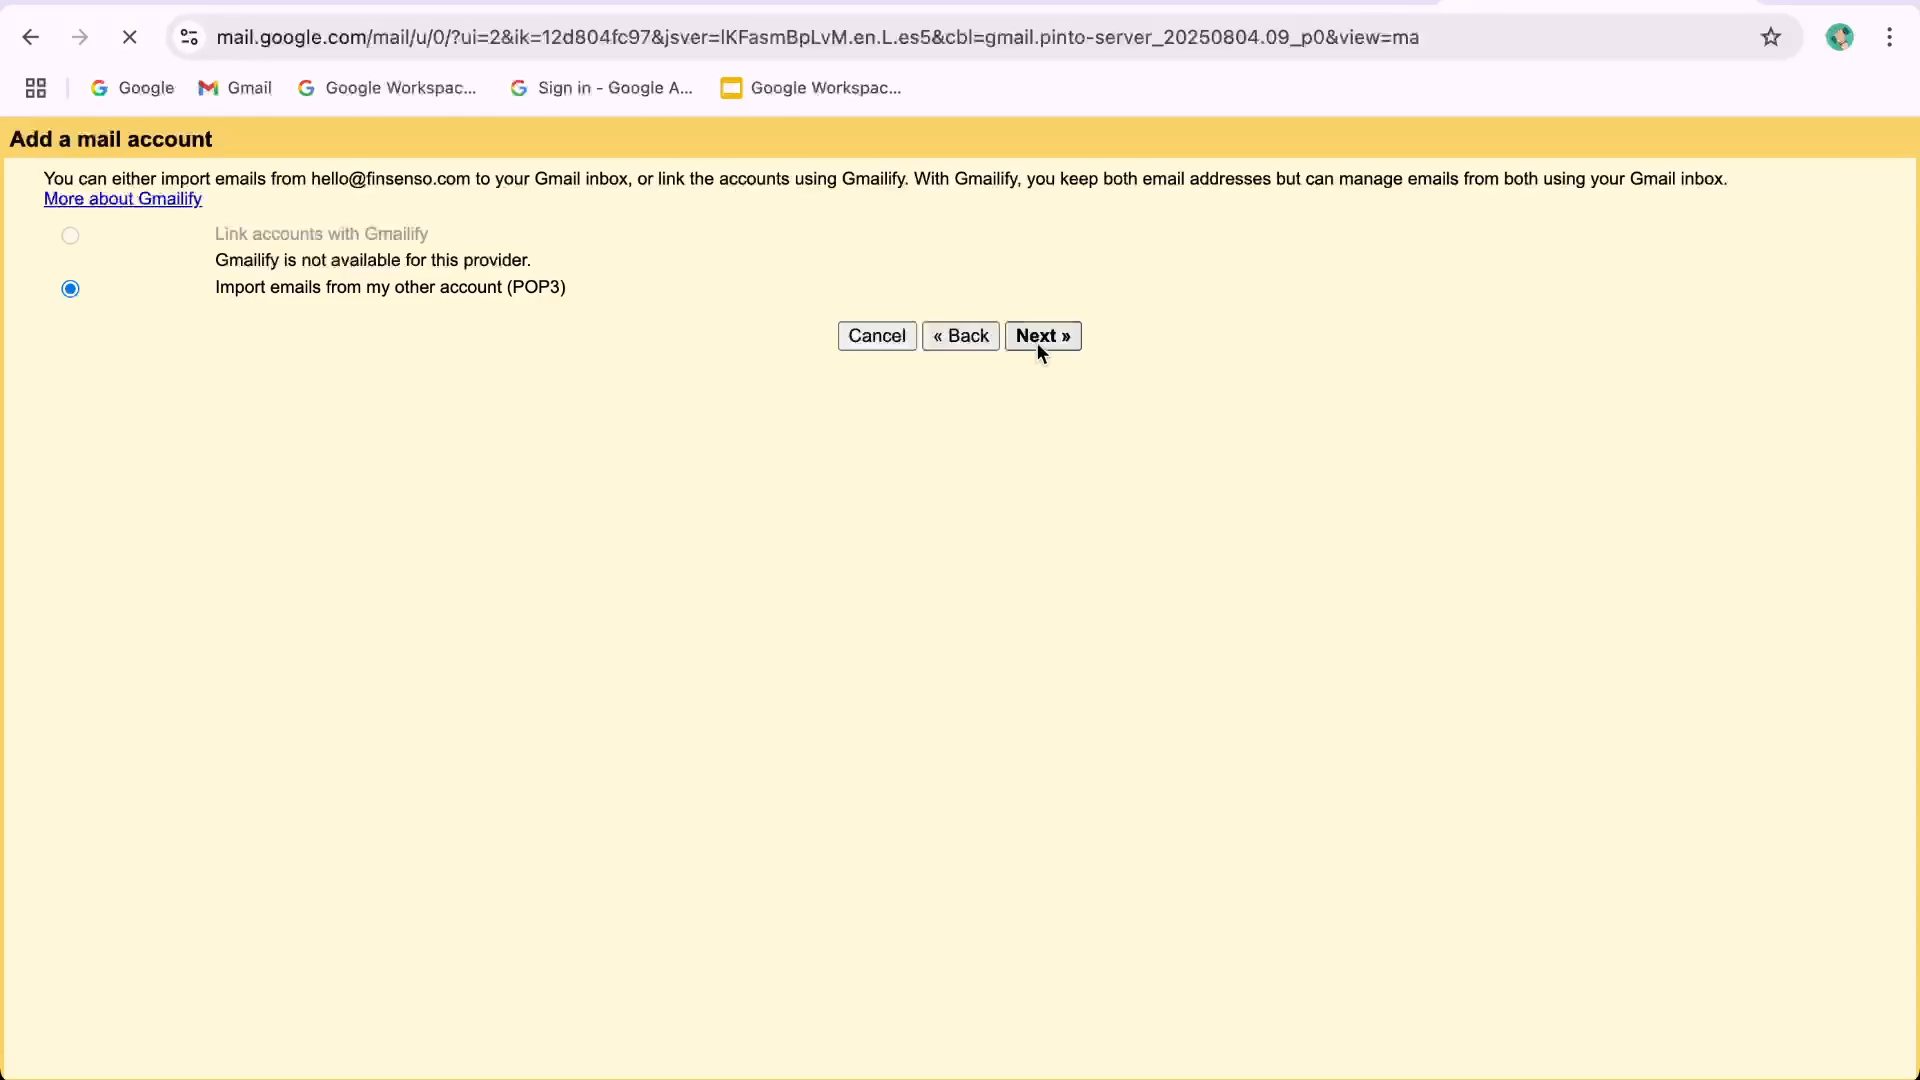 mail.google.com/mail/u/0/?ui=2&ik=12d804fc97&jsver=IKFasmBpLvM.en.L.es5&cbl=gmail.pinto-server_20250804.09_p0&view=ma
Google Gmail Google Workspac... Sign in - Google A... Google Workspac...
Add a mail account
You can either import emails from hello@finsenso.com to your Gmail inbox, or link the accounts using Gmailify. With Gmailify, you keep both email addresses but can manage emails from both using your Gmail inbox.
More about Gmailify
Link accounts with Gmailify
Gmailify is not available for this provider.
Import emails from my other account (POP3)
Cancel « Back Next »